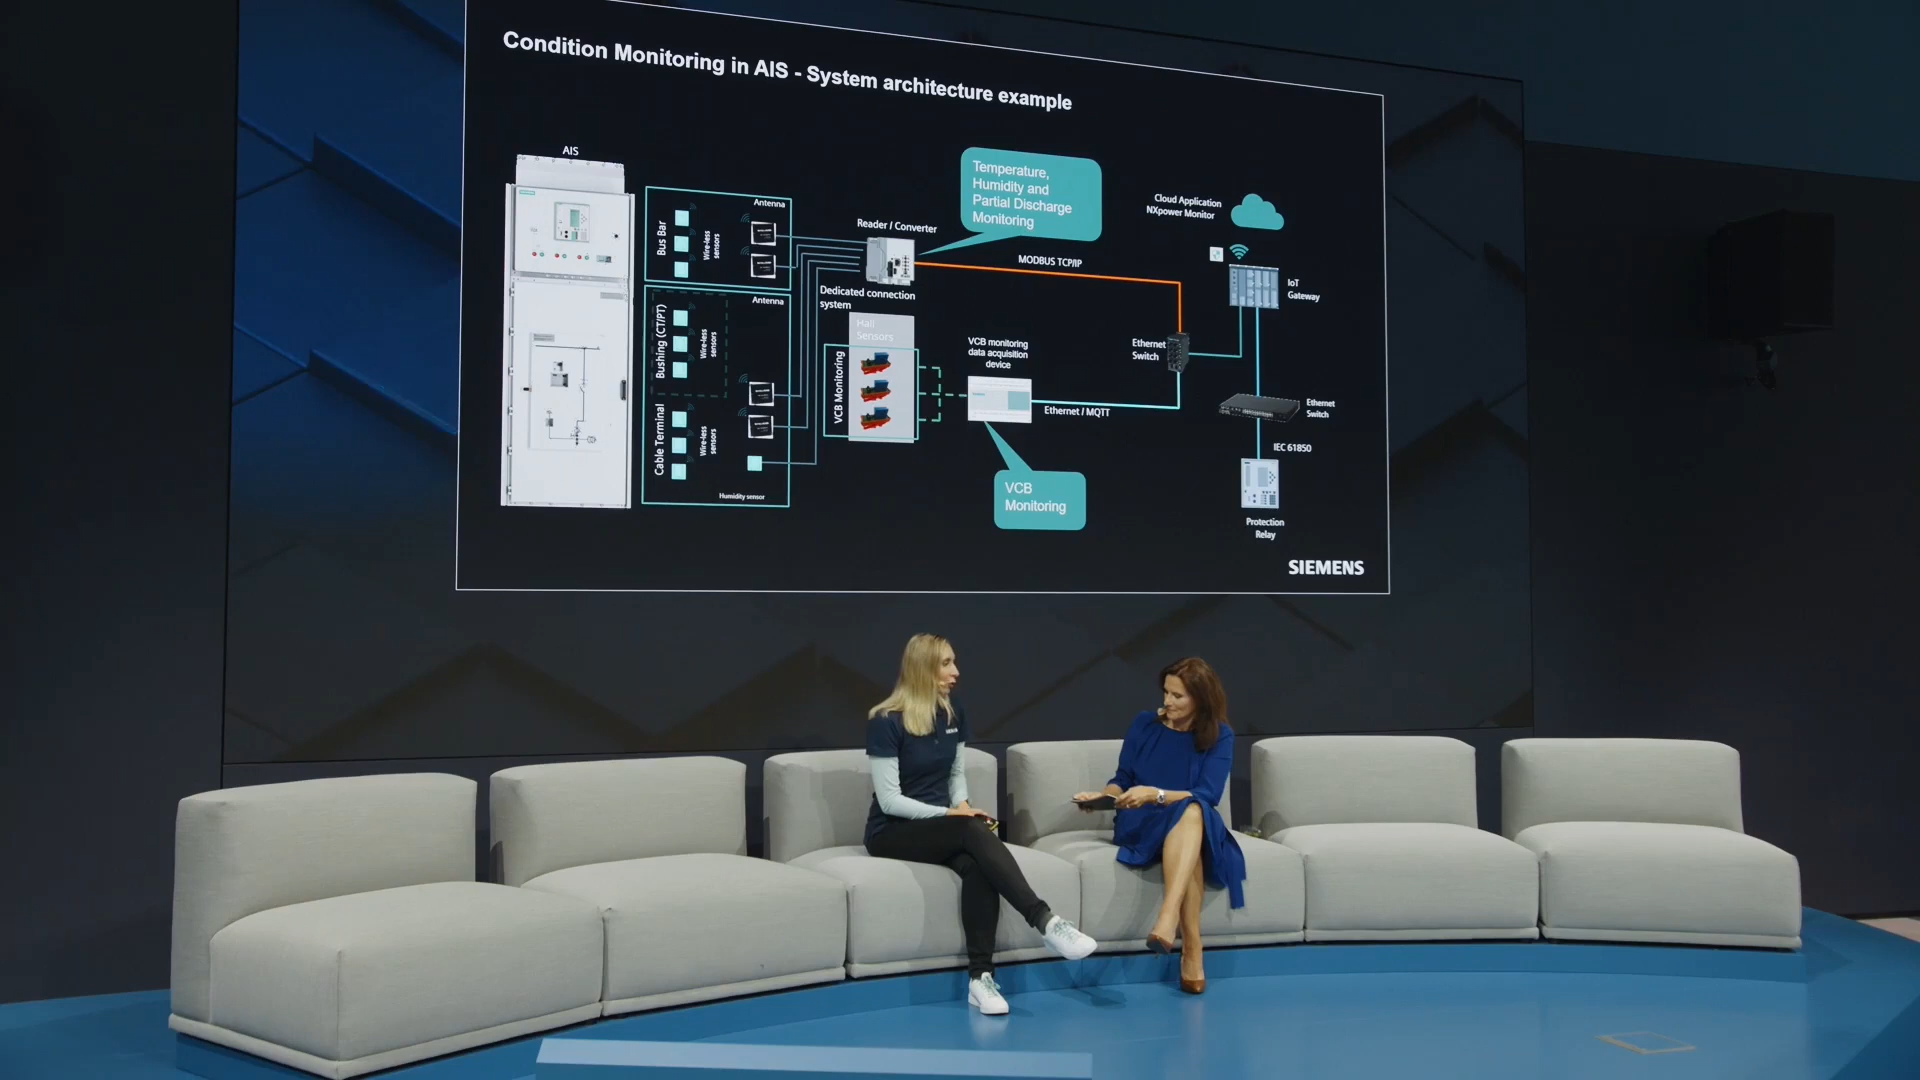 Condition Monitoring in AIS - System architecture example
AIS
Bus Bar
Wire-less
sensors
Antenna
Antenna
Bushing (CT/PT)
Wire-less
sensors
Cable Terminal
Wire-less
sensors
Humidity sensor
Reader / Converter
Dedicated connection
system
Temperature,
Humidity and
Partial Discharge
Monitoring
MODBUS TCP/IP
Hall
Sensors
VCB Monitoring
VCB monitoring
data acquisition
device
Ethernet / MQTT
VCB
Monitoring
Cloud Application
NXpower Monitor
IoT
Gateway
Ethernet
Switch
Ethernet
Switch
IEC 61850
Protection
Relay
SIEMENS